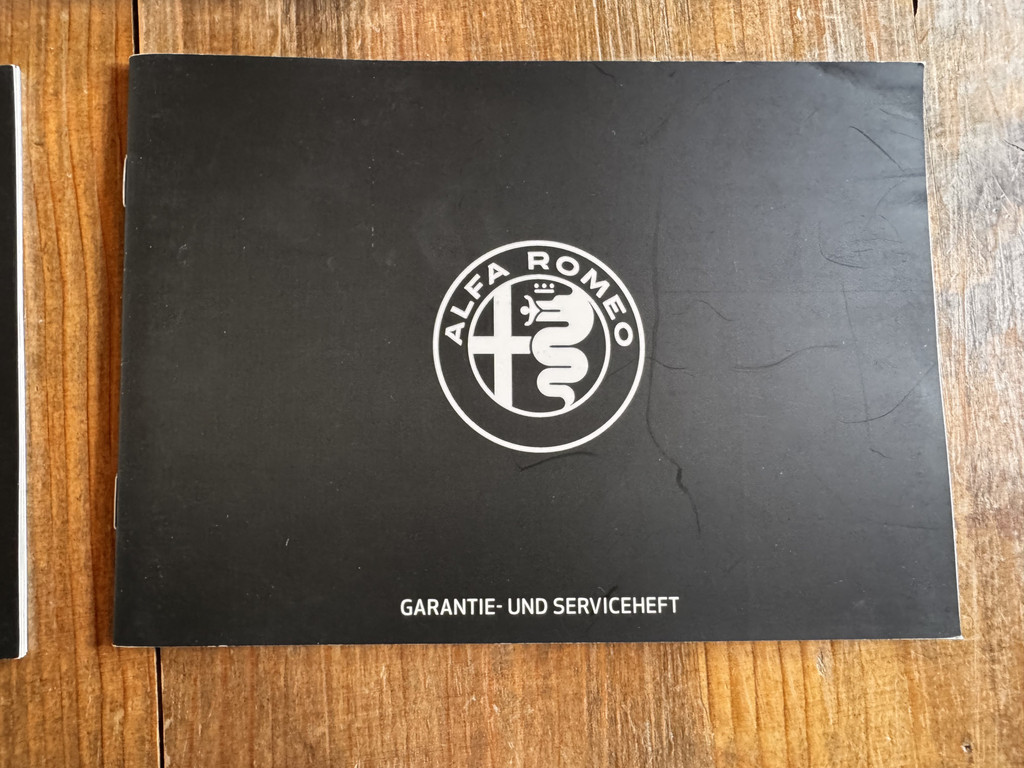 ALFA ROMEO
GARANTIE- UND SERVICEHEFT